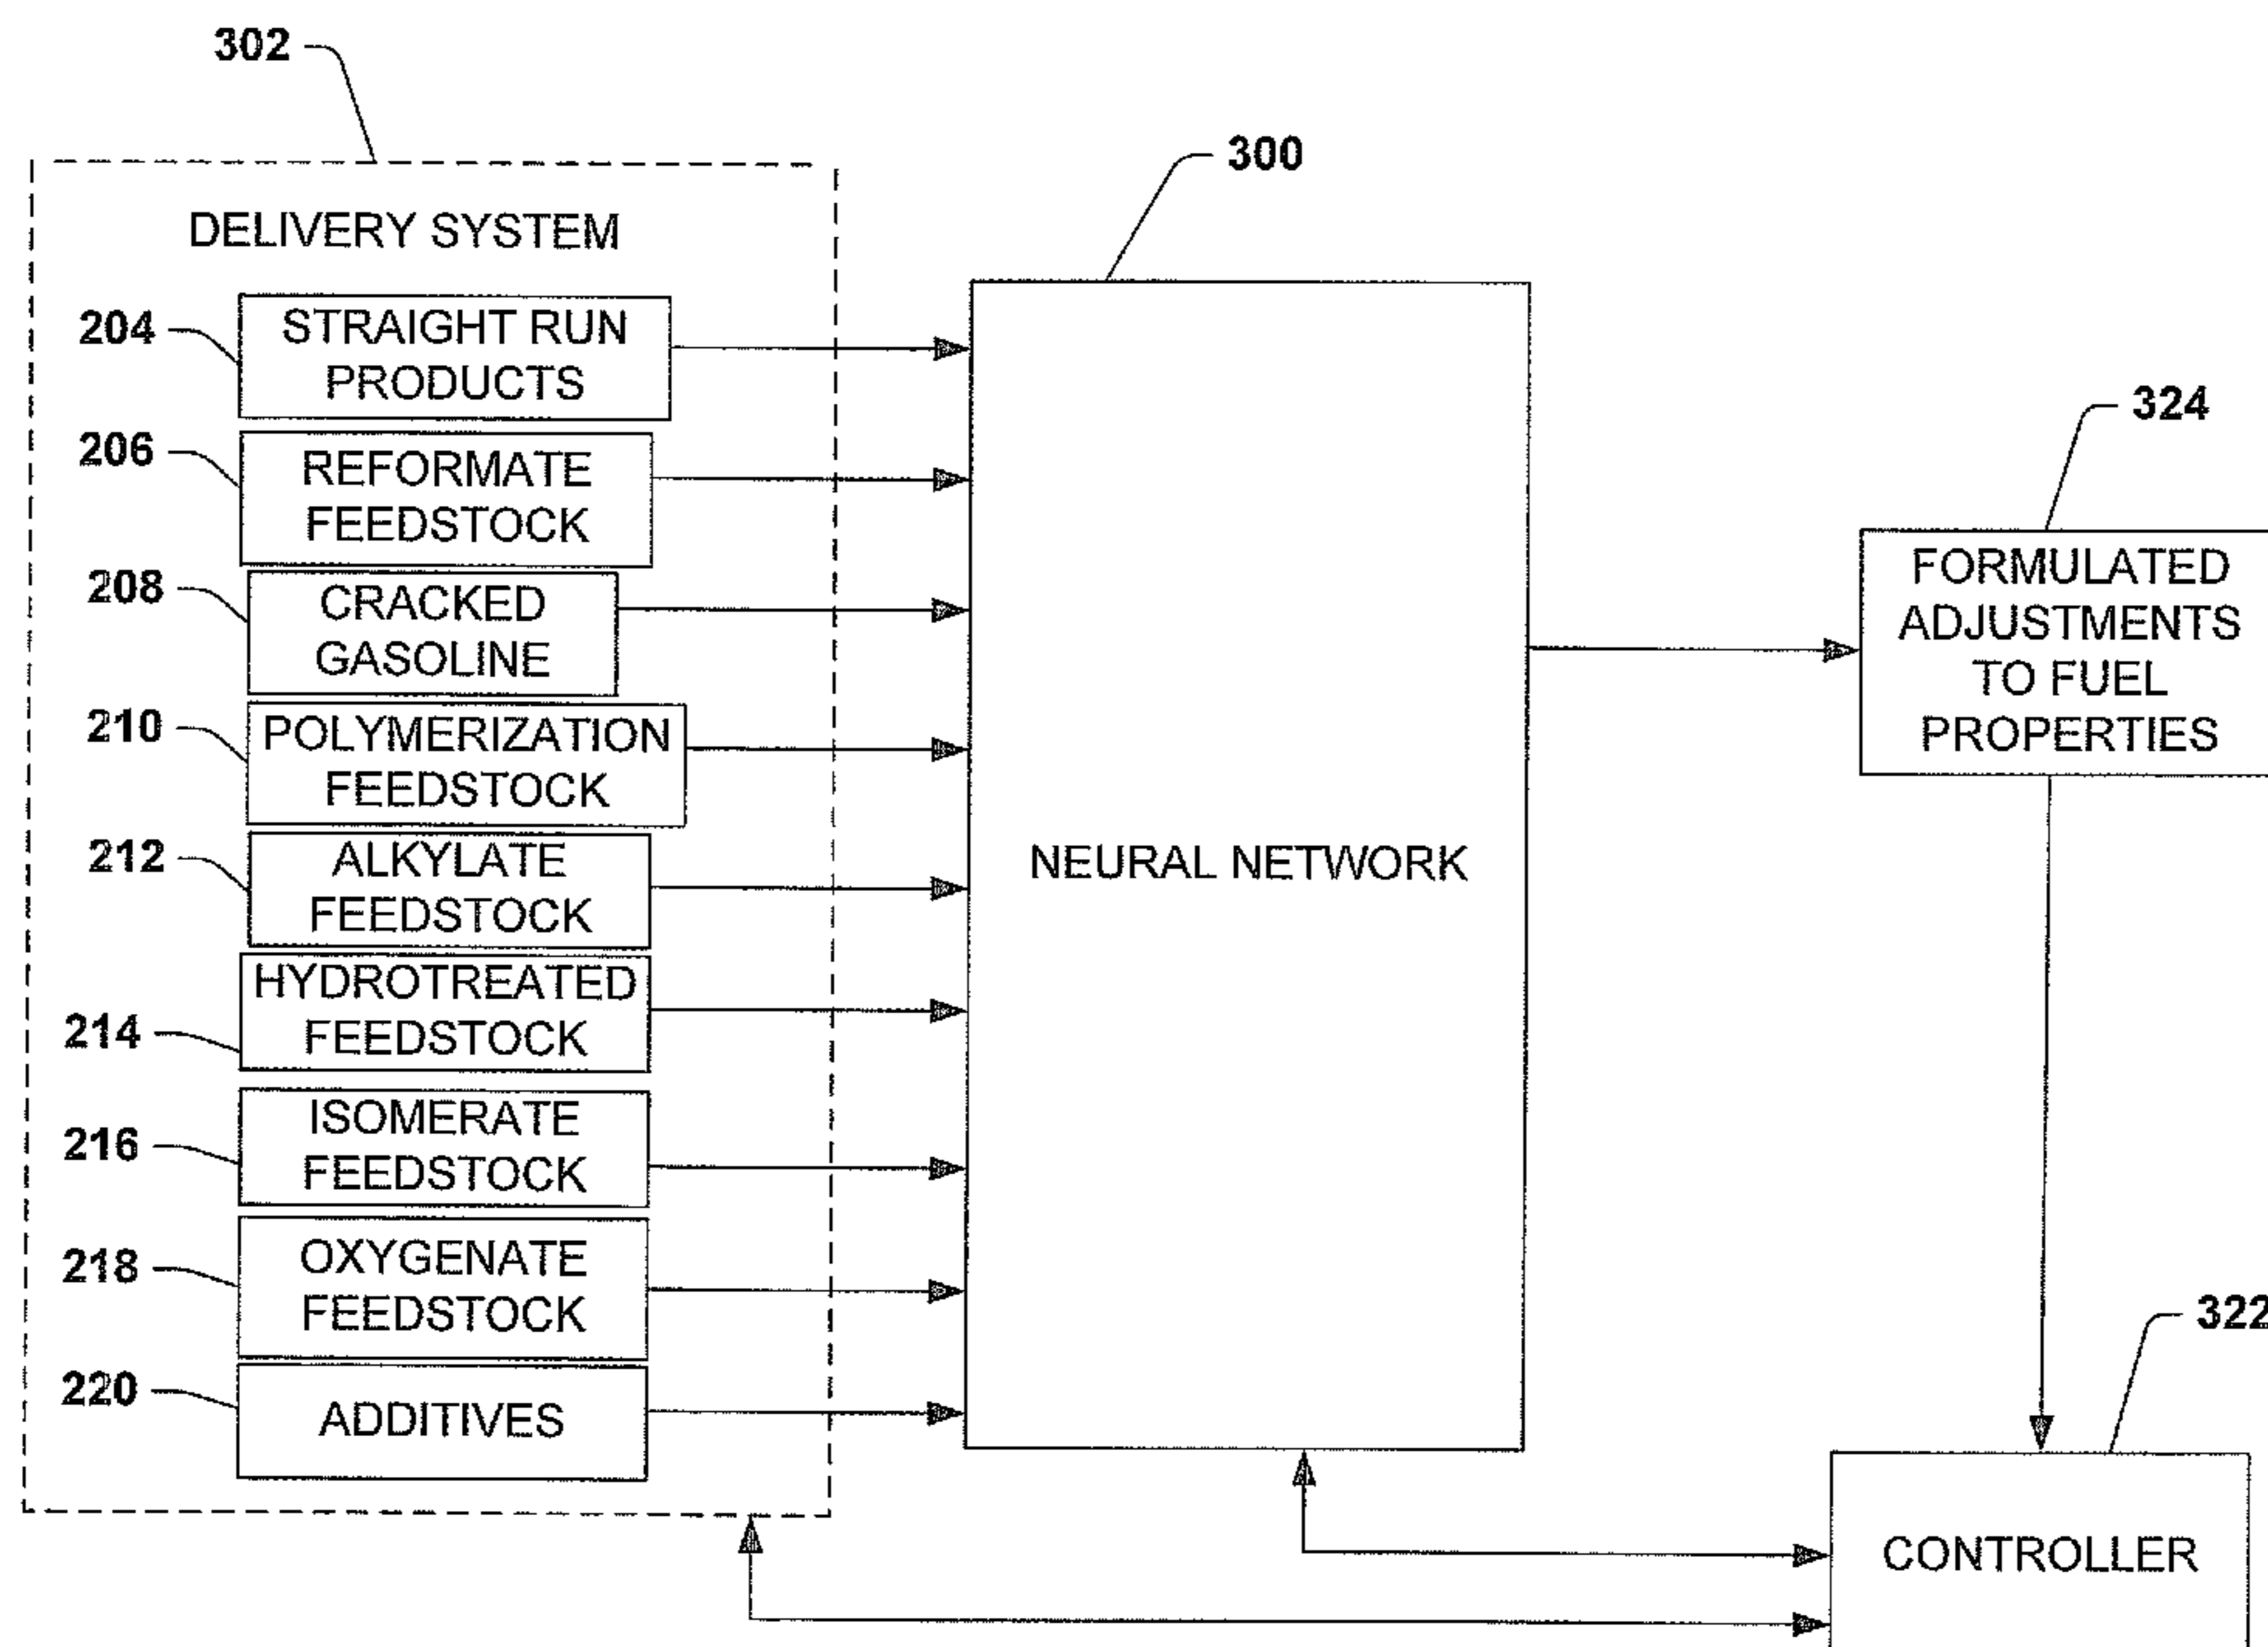 302
300
DELIVERY SYSTEM
204
STRAIGHT RUN
PRODUCTS
206
REFORMATE
FEEDSTOCK
208
CRACKED
GASOLINE
210
POLYMERIZATION
FEEDSTOCK
212
ALKYLATE
FEEDSTOCK
214
HYDROTREATED
FEEDSTOCK
216
ISOMERATE
FEEDSTOCK
218
OXYGENATE
FEEDSTOCK
220
ADDITIVES
NEURAL NETWORK
324
FORMULATED
ADJUSTMENTS
TO FUEL
PROPERTIES
322
CONTROLLER